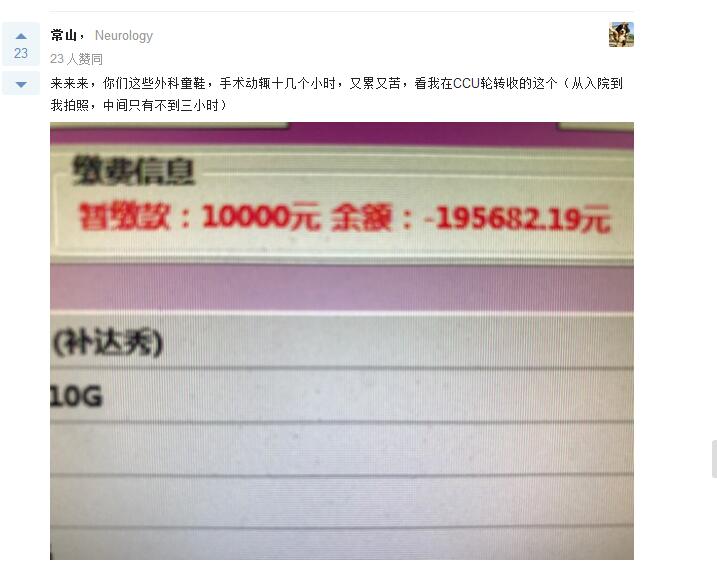 常山，Neurology
23
23 人赞同
来来来，你们这些外科童鞋，手术动辄十几个小时，又累又苦，看我在CCU轮转收的这个（从入院到
我拍照，中间只有不到三小时）
缴费信息
暂缴款：10000元 余额：-195682.19元
(补达秀)
10G